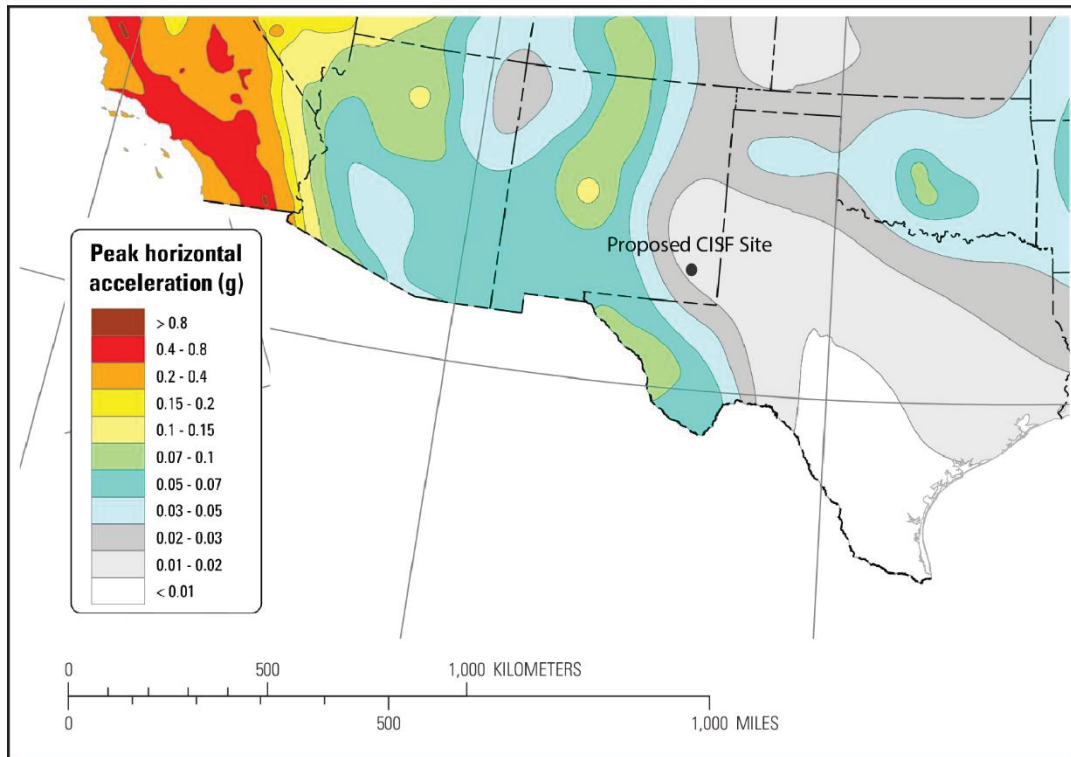 Proposed CISF Site
Peak horizontal
acceleration (g)
> 0.8
0.4 - 0.8
0.2 - 0.4
0.15 - 0.2
0.1 - 0.15
0.07 - 0.1
0.05 - 0.07
0.03 - 0.05
0.02 - 0.03
0.01 - 0.02
< 0.01
0 500 1,000 KILOMETERS
0 500 1,000 MILES